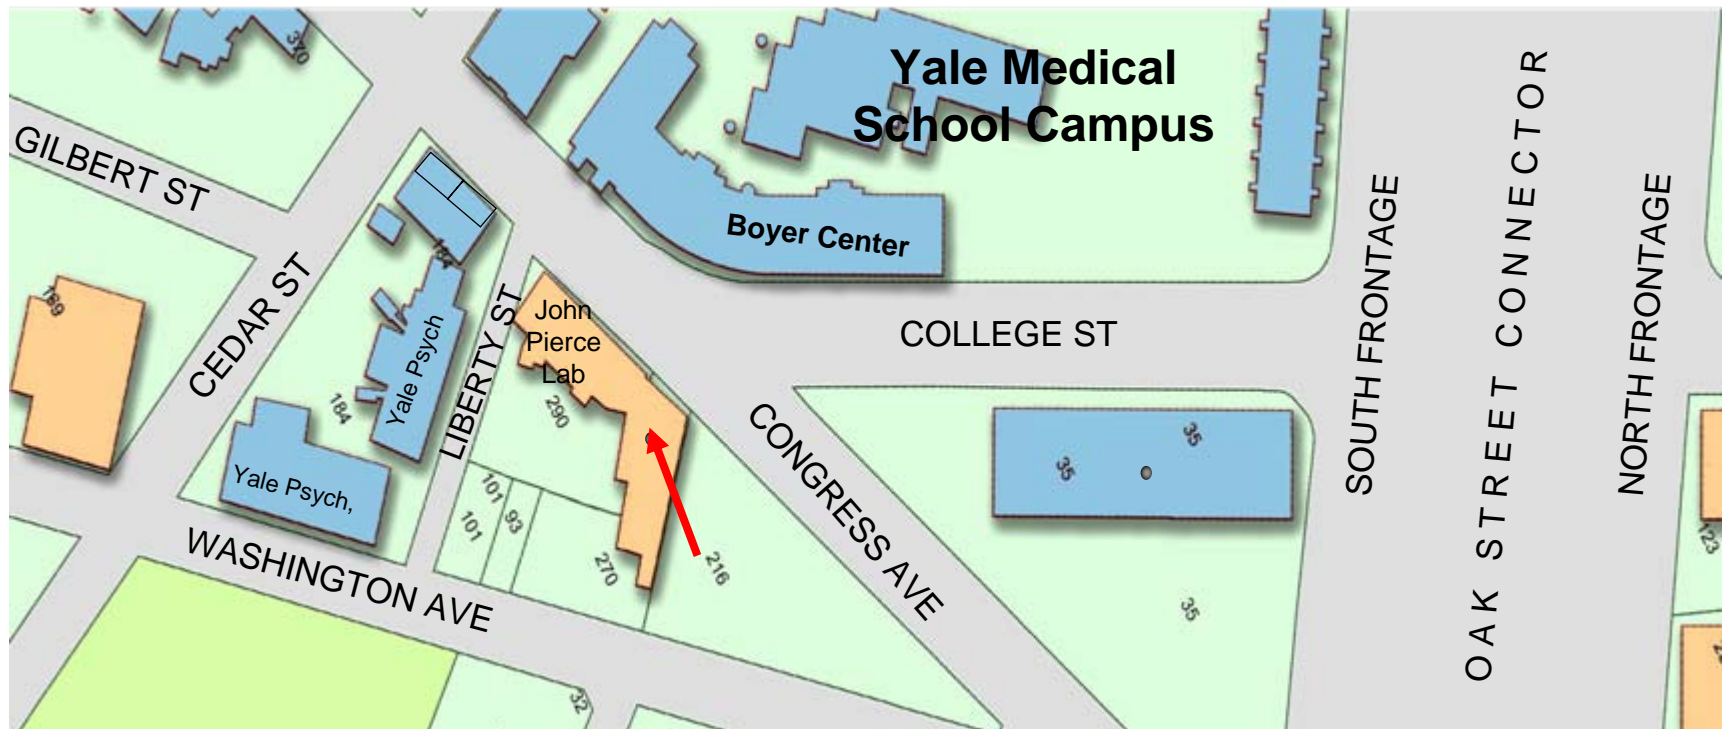 370
Yale Medical
School Campus
GILBERT ST
Boyer Center
184
169
CEDAR ST
John
Pierce
Lab
LIBERTY ST
Yale Psych
184
290
COLLEGE ST
CONGRESS AVE
35
35
SOUTH FRONTAGE
OAK STREET CONNECTOR
NORTH FRONTAGE
Yale Psych,
101
101
93
270
216
WASHINGTON AVE
35
123
32